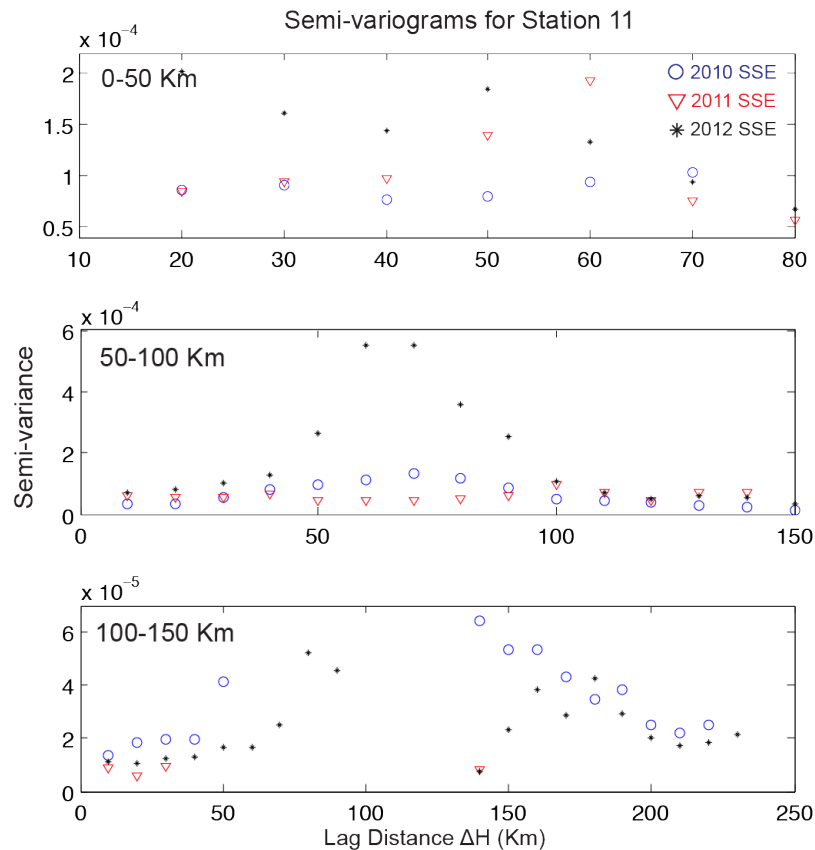 Semi-variograms for Station 11
x 10⁻⁴
0-50 Km
2010 SSE
2011 SSE
2012 SSE
2
1.5
1
0.5
10 20 30 40 50 60 70 80
x 10⁻⁴
50-100 Km
6
4
2
0
0 50 100 150
Semi-variance
x 10⁻⁵
100-150 Km
6
4
2
0
0 50 100 150 200 250
Lag Distance ΔH (Km)